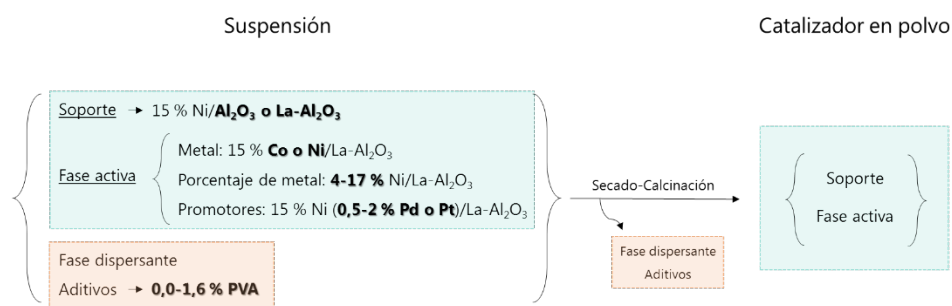 Suspensión
Catalizador en polvo
Soporte → 15 % Ni/Al₂O₃ o La-Al₂O₃
Fase activa
Metal: 15 % Co o Ni/La-Al₂O₃
Porcentaje de metal: 4-17 % Ni/La-Al₂O₃
Promotores: 15 % Ni (0,5-2 % Pd o Pt)/La-Al₂O₃
Fase dispersante
Aditivos → 0,0-1,6 % PVA
Secado-Calcinación
Fase dispersante
Aditivos
Soporte
Fase activa